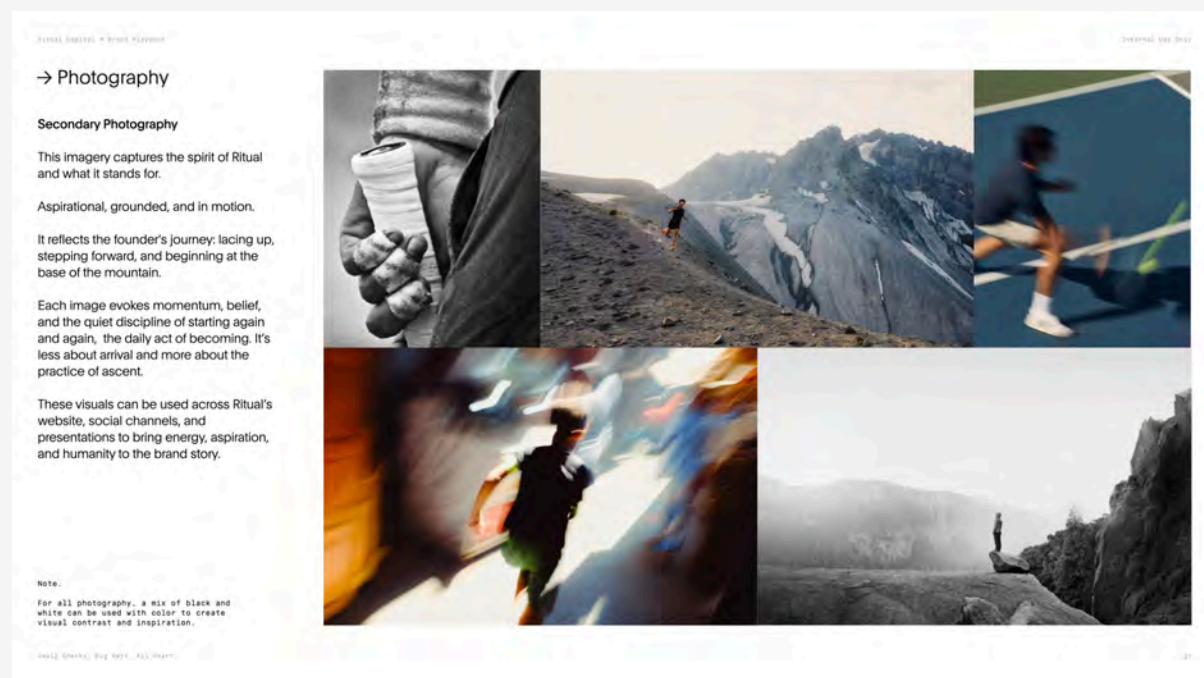 Ritual Capital
Internal Use Only
→ Photography
Secondary Photography
This imagery captures the spirit of Ritual
and what it stands for.
Aspirational, grounded, and in motion.
It reflects the founder's journey: lacing up,
stepping forward, and beginning at the
base of the mountain.
Each image evokes momentum, belief,
and the quiet discipline of starting again
and again, the daily act of becoming. It's
less about arrival and more about the
practice of ascent.
These visuals can be used across Ritual's
website, social channels, and
presentations to bring energy, aspiration,
and humanity to the brand story.
Note.
For all photography, a mix of black and
white can be used with color to create
visual contrast and inspiration.